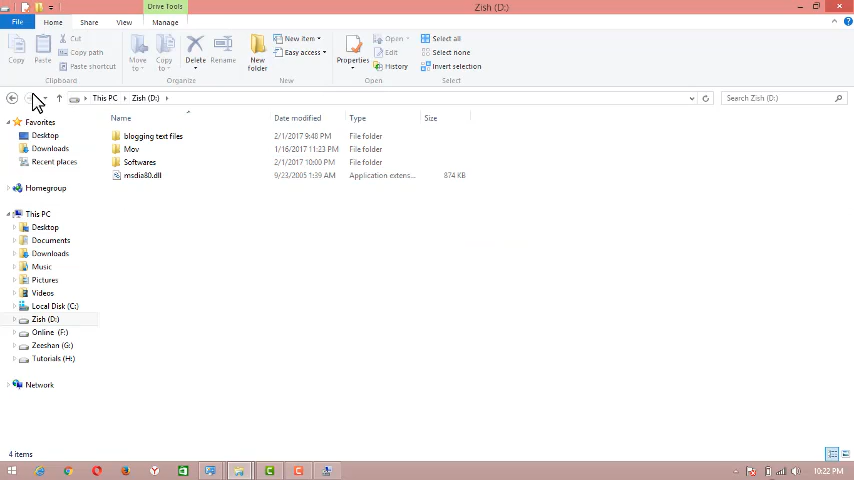 Drive Tools
Zish (D:)
File Home Share View Manage
Copy
Paste
Cut
Copy path
Paste shortcut
Clipboard
Move to
Copy to
Delete
Rename
Organize
New folder
New item
Easy access
New
Properties
Open
Edit
History
Open
Select all
Select none
Invert selection
Select
This PC Zish (D:)
Search Zish (D:)
Name Date modified Type Size
blogging text files 2/1/2017 9:48 PM File folder
Mov 1/16/2017 11:23 PM File folder
Softwares 2/1/2017 10:00 PM File folder
msdia80.dll 9/23/2005 1:39 AM Application extens... 874 KB
Favorites
Desktop
Downloads
Recent places
Homegroup
This PC
Desktop
Documents
Downloads
Music
Pictures
Videos
Local Disk (C:)
Zish (D:)
Online (F:)
Zeeshan (G:)
Tutorials (H:)
Network
4 items
10:22 PM